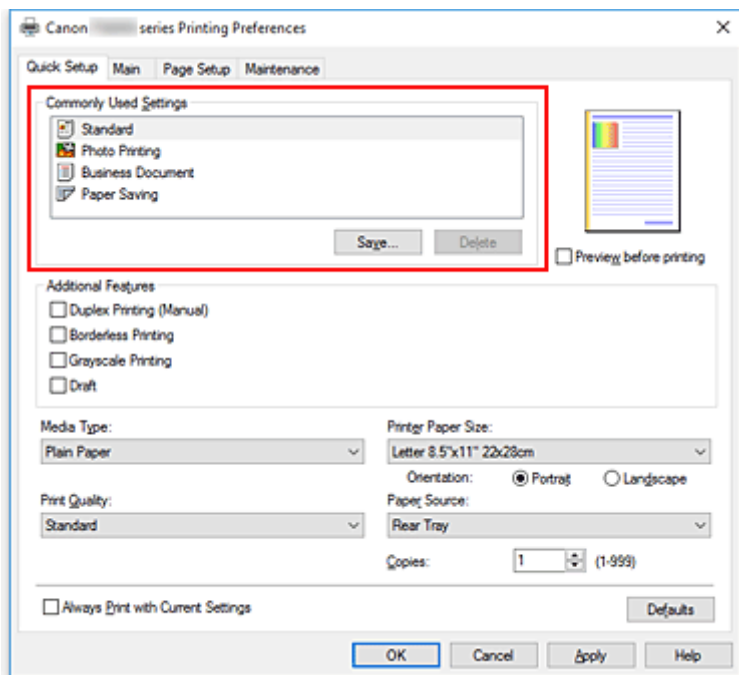 Canon series Printing Preferences
Quick Setup Main Page Setup Maintenance
Commonly Used Settings
Standard
Photo Printing
Business Document
Paper Saving
Save... Delete
Preview before printing
Additional Features
Duplex Printing (Manual)
Borderless Printing
Grayscale Printing
Draft
Media Type: Printer Paper Size:
Plain Paper Letter 8.5"x11" 22x28cm
Orientation: Portrait Landscape
Print Quality: Paper Source:
Standard Rear Tray
Copies: 1 (1-999)
Always Print with Current Settings Defaults
OK Cancel Apply Help